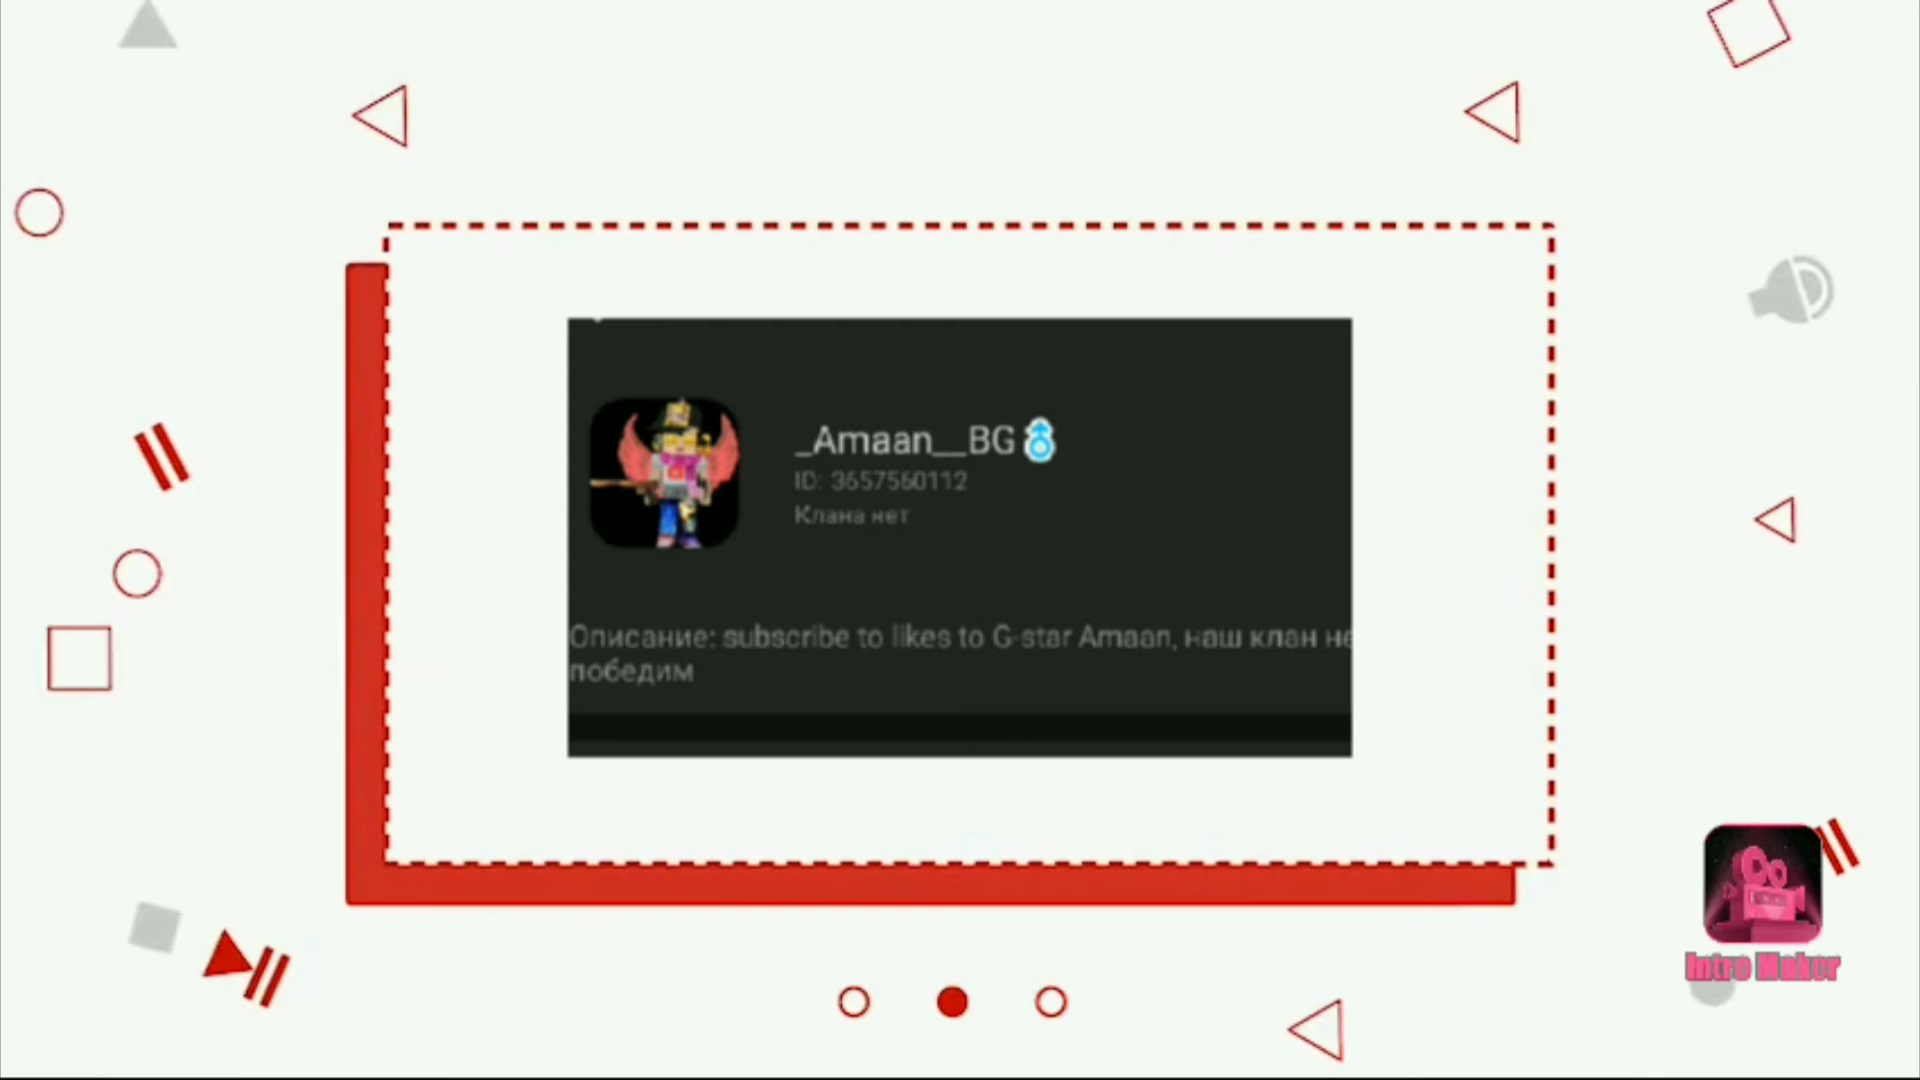 _Amaan__BG
ID: 3657560112
Клана нет
Описание: subscribe to likes to G-star Amaan, наш клан не
победим
Intro Maker